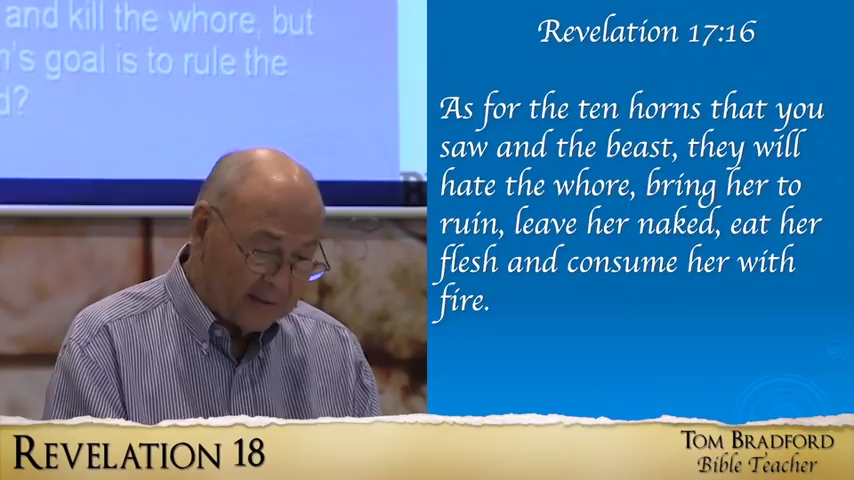 and kill the whore, but
's goal is to rule the
?
Revelation 17:16
As for the ten horns that you
saw and the beast, they will
hate the whore, bring her to
ruin, leave her naked, eat her
flesh and consume her with
fire.
REVELATION 18
TOM BRADFORD
Bible Teacher